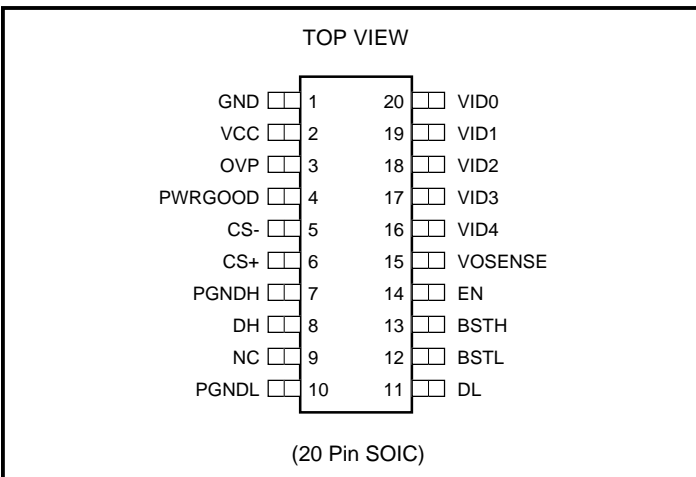 TOP VIEW
GND 1 20 VID0
VCC 2 19 VID1
OVP 3 18 VID2
PWRGOOD 4 17 VID3
CS- 5 16 VID4
CS+ 6 15 VOSENSE
PGNDH 7 14 EN
DH 8 13 BSTH
NC 9 12 BSTL
PGNDL 10 11 DL
(20 Pin SOIC)